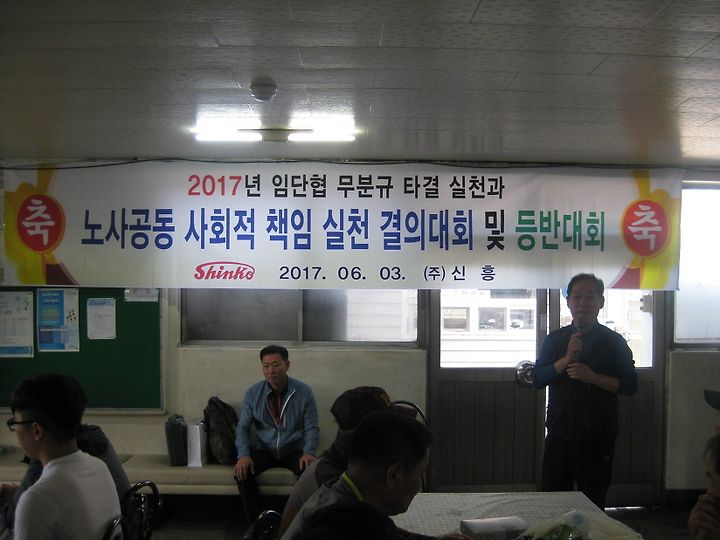 2017년 임단협 무분규 타결 실천과
축 노사공동 사회적 책임 실천 결의대회 및 등반대회 축
Shinko 2017. 06. 03. (주) 신 흥